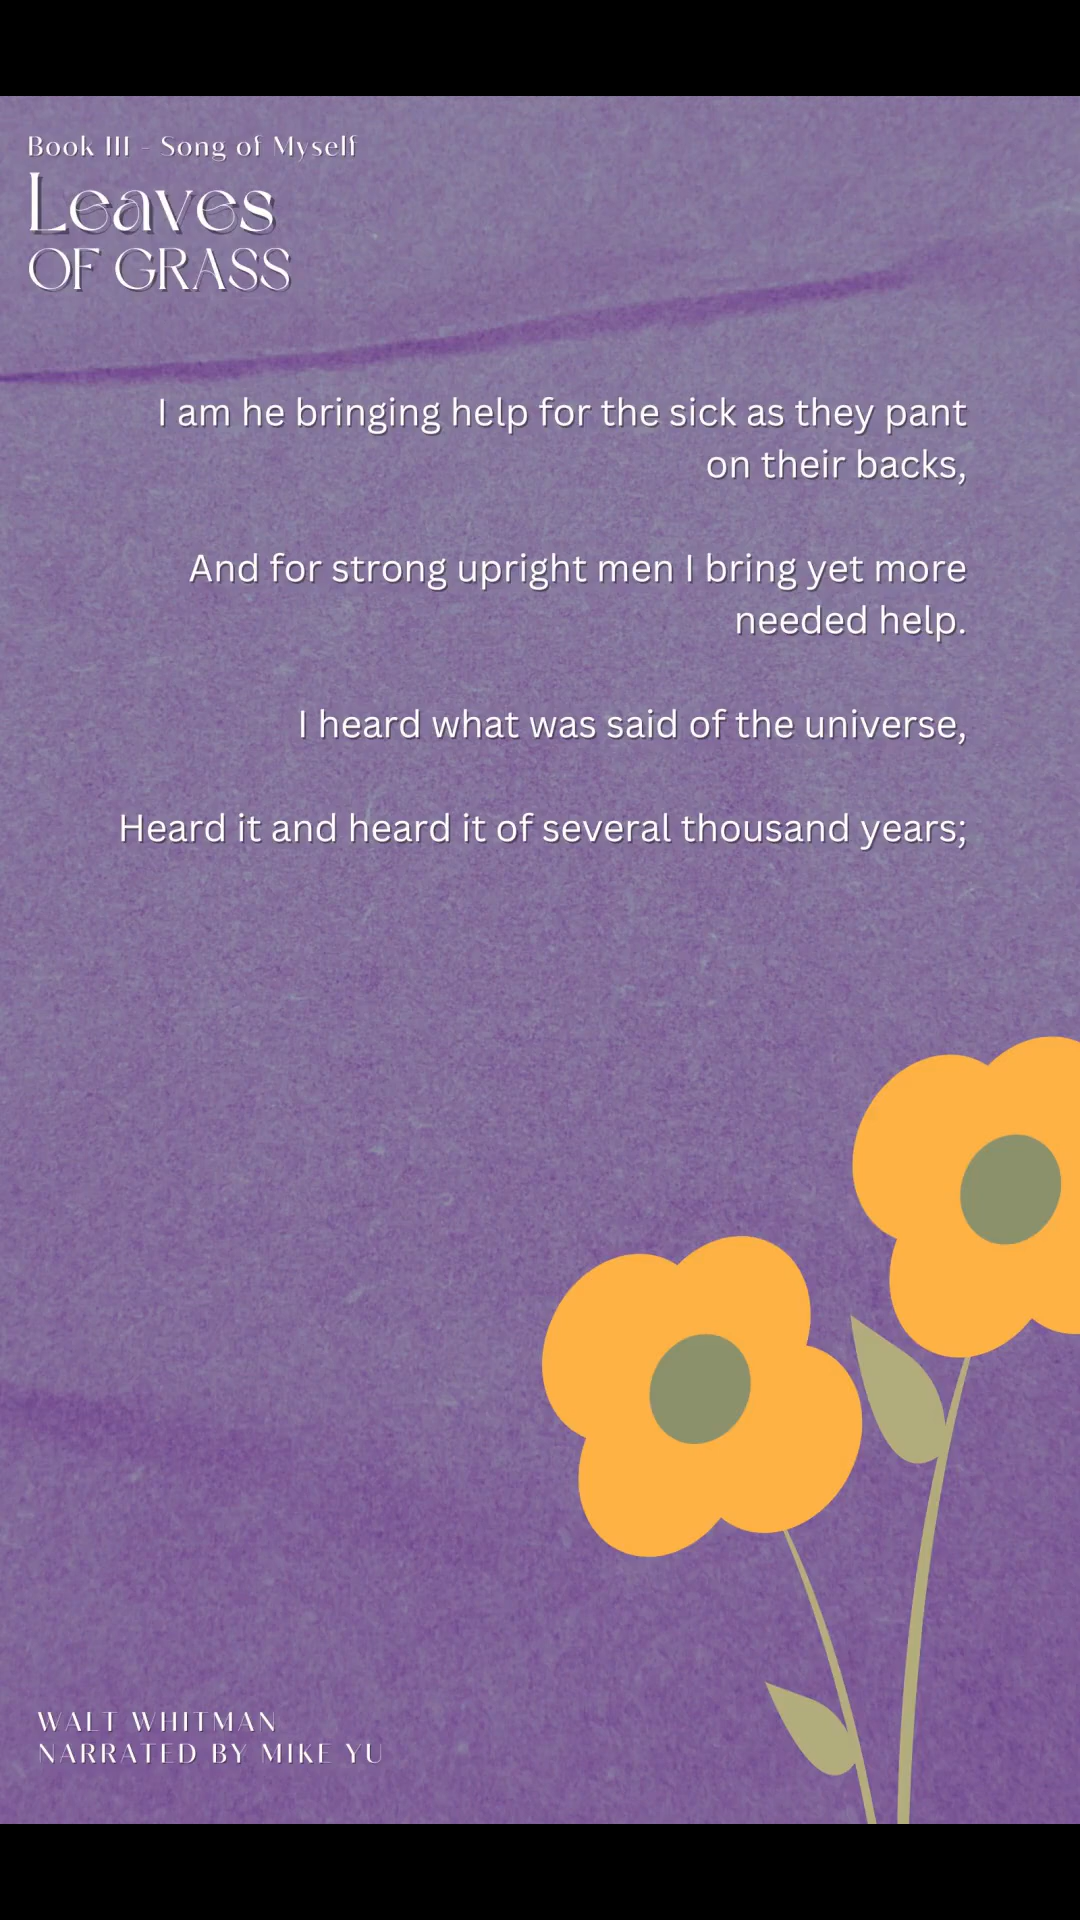 Book III - Song of Myself
Leaves
OF GRASS
I am he bringing help for the sick as they pant
on their backs,
And for strong upright men I bring yet more
needed help.
I heard what was said of the universe,
Heard it and heard it of several thousand years;
WALT WHITMAN
NARRATED BY MIKE YU